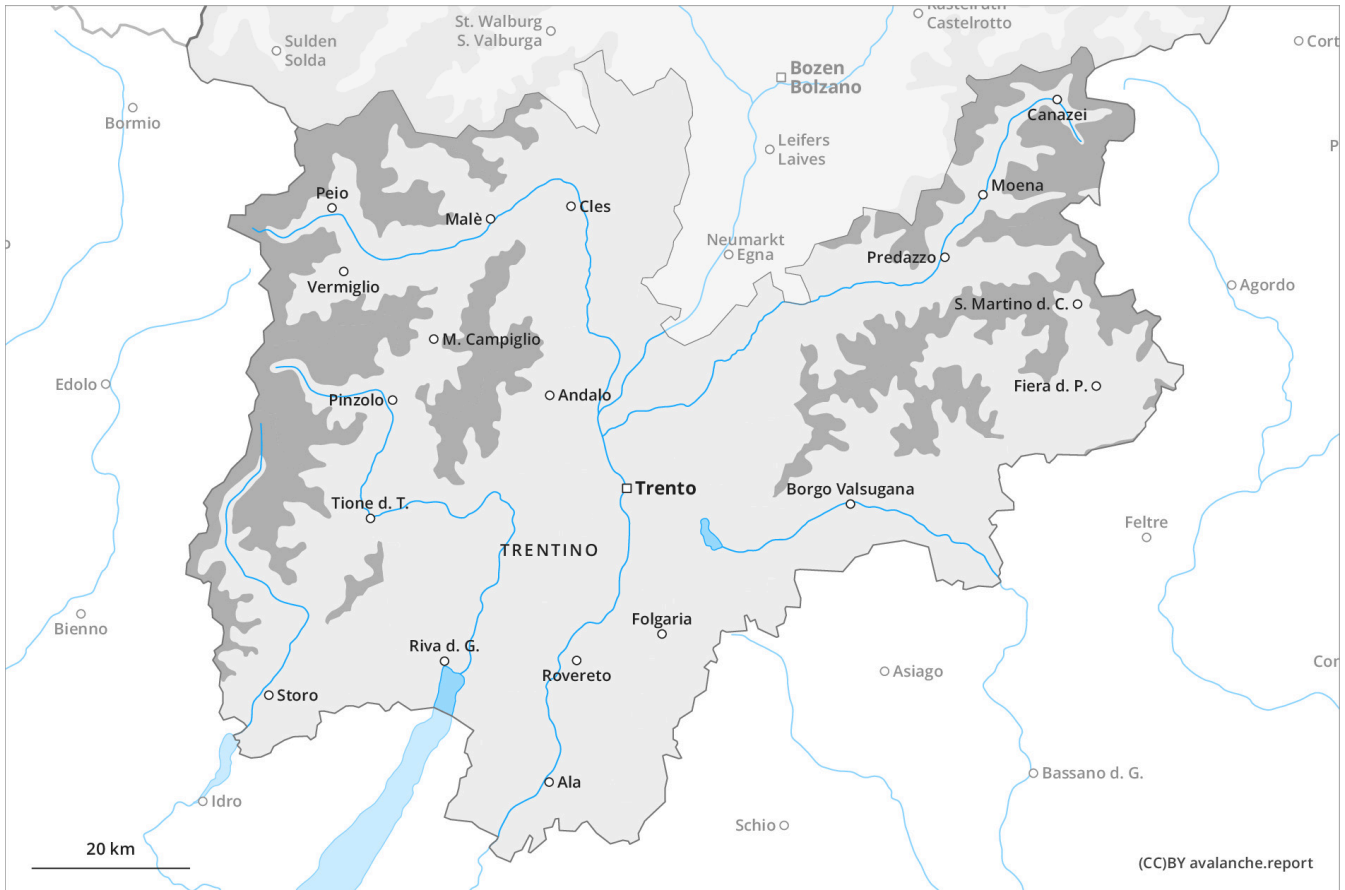 Kastelruth
Castelrotto
St. Walburg
S. Valburga
Sulden
Solda
Cort
Bozen
Bolzano
Bormio
Canazei
Leifers
Laives
P
Peio
Moena
Malè
Cles
Neumarkt
Egna
Predazzo
Vermiglio
Agordo
S. Martino d. C.
M. Campiglio
Edolo
Pinzolo
Andalo
Fiera d. P.
Trento
Borgo Valsugana
Tione d. T.
Feltre
TRENTINO
Bienno
Folgaria
Riva d. G.
Rovereto
Asiago
Cor
Storo
Ala
Bassano d. G.
Idro
Schio
20 km
(CC)BY avalanche.report